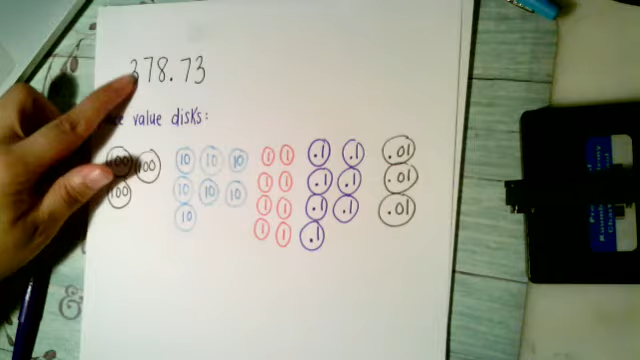 378.73
value disks:
100 100 10 10 10 1 1 .1 .1 .01
100 10 10 10 1 1 .1 .1 .01
10 1 1 .1 .1 .01
1 1 .1